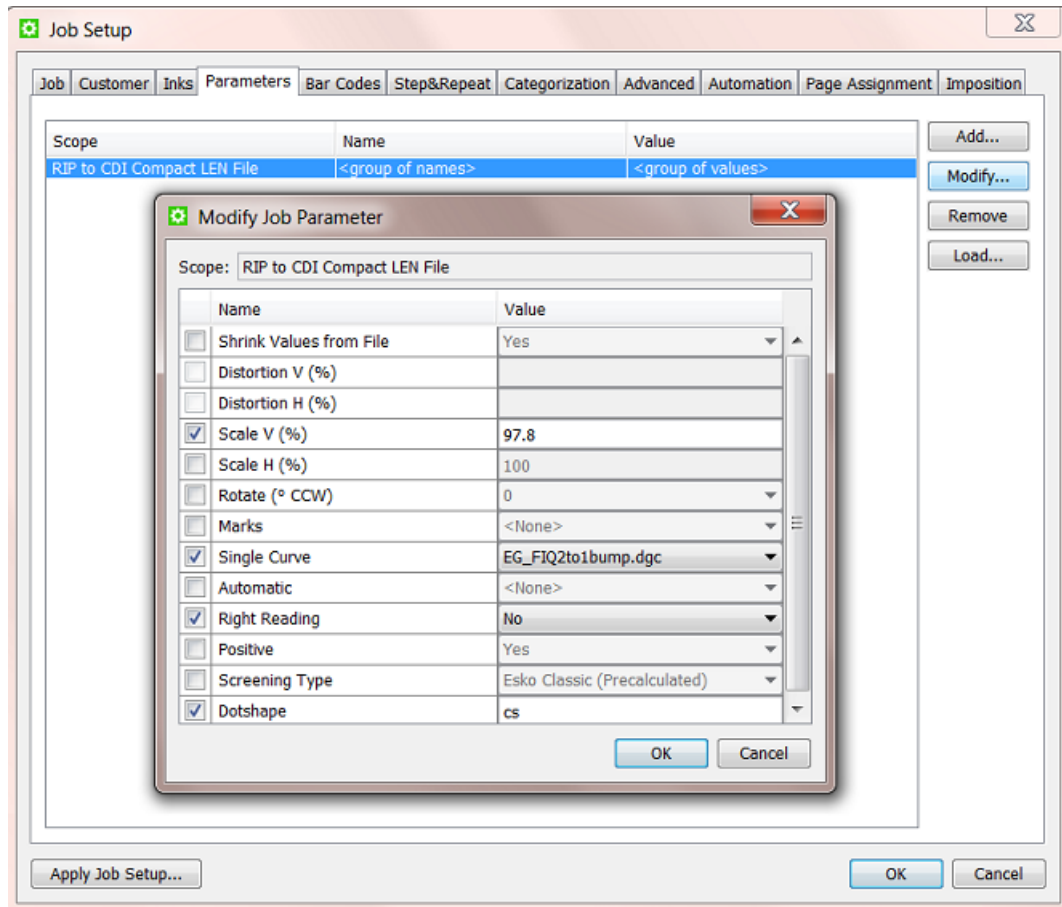 Job Setup
Job Customer Inks Parameters Bar Codes Step&Repeat Categorization Advanced Automation Page Assignment Imposition
Scope Name Value
Add...
RIP to CDI Compact LEN File <group of names> <group of values>
Modify...
Remove
Load...
Modify Job Parameter
Scope: RIP to CDI Compact LEN File
Name Value
Shrink Values from File Yes
Distortion V (%)
Distortion H (%)
Scale V (%) 97.8
Scale H (%) 100
Rotate (° CCW) 0
Marks <None>
Single Curve EG_FIQ2to1bump.dgc
Automatic <None>
Right Reading No
Positive Yes
Screening Type Esko Classic (Precalculated)
Dotshape cs
OK Cancel
Apply Job Setup... OK Cancel